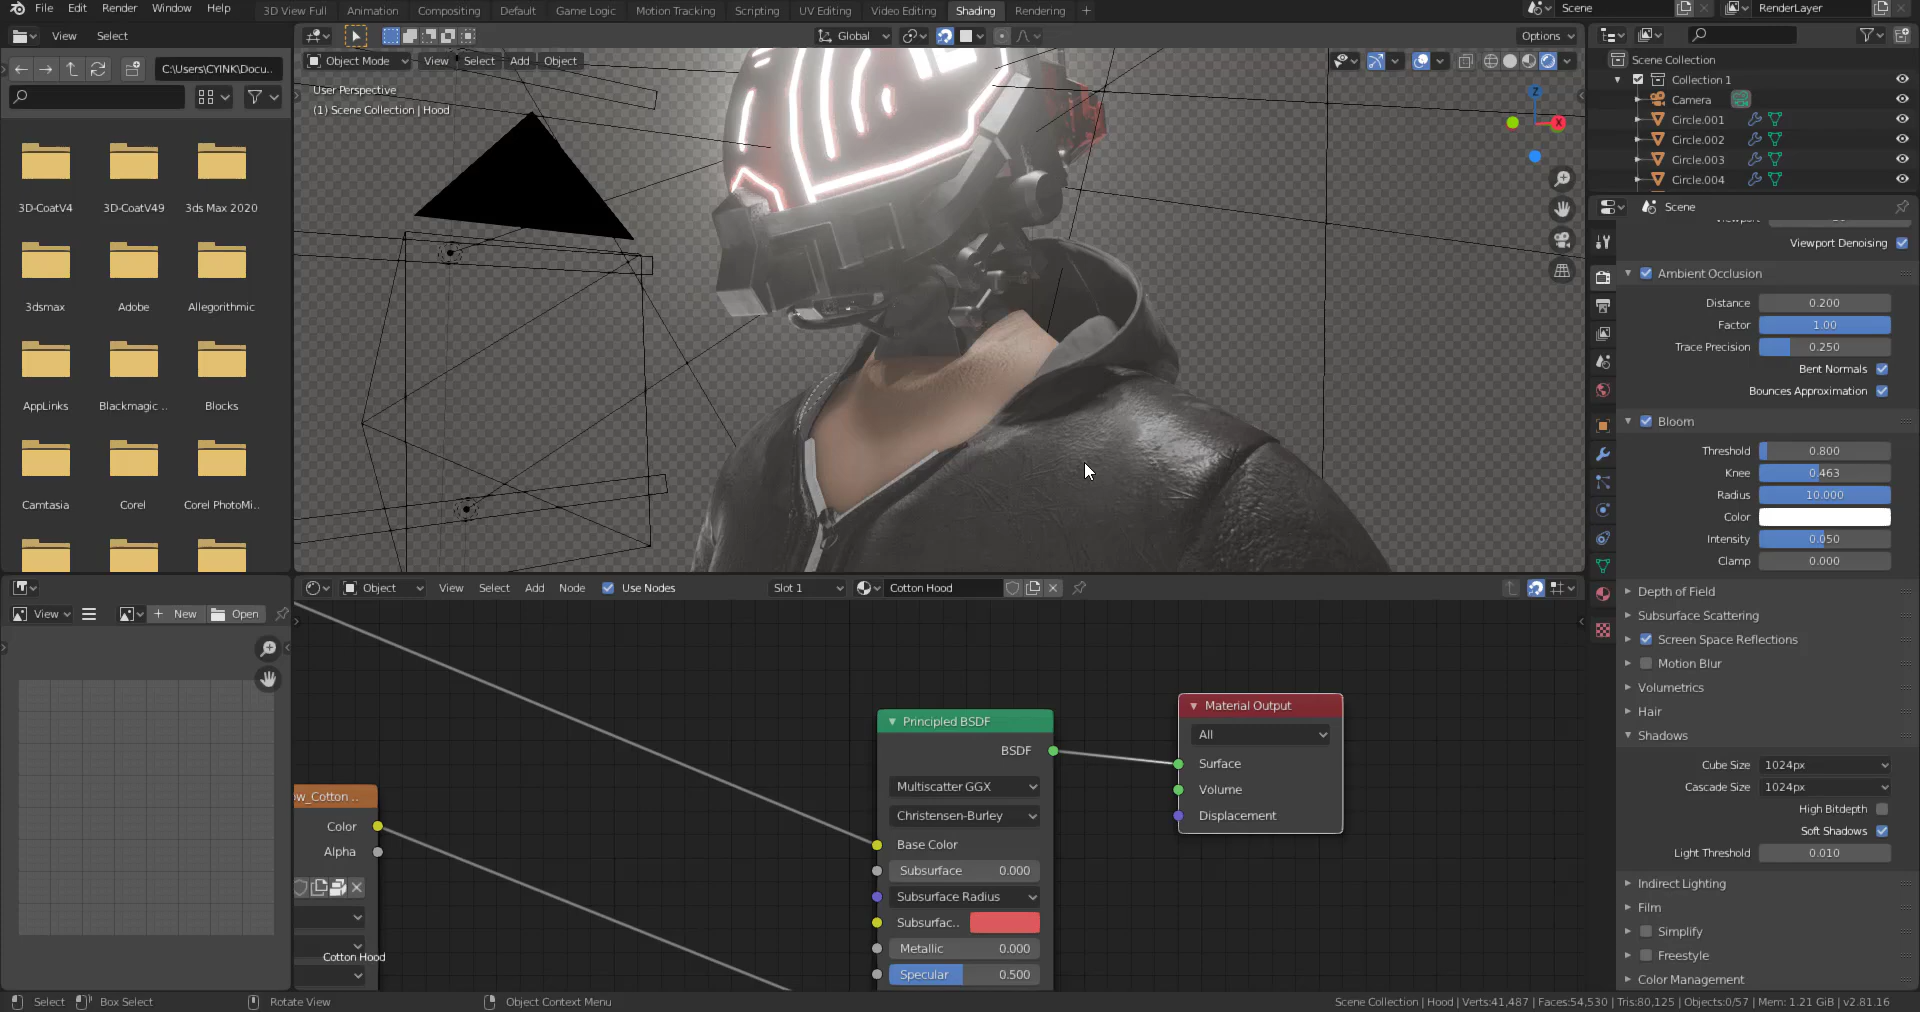 File Edit Render Window Help 3D View Full Animation Compositing Default Game Logic Motion Tracking Scripting UV Editing Video Editing Shading Rendering + Scene RenderLayer
View Select
Global Options
C:\Users\CYINK\Docu..
Object Mode View Select Add Object
User Perspective
(1) Scene Collection | Hood
Z
X
3D-CoatV4 3D-CoatV49 3ds Max 2020
3dsmax Adobe Allegorithmic
AppLinks Blackmagic .. Blocks
Camtasia Corel Corel PhotoMi..
Scene Collection
Collection 1
Camera
Circle.001
Circle.002
Circle.003
Circle.004
Scene
Viewport Denoising
Ambient Occlusion
Distance 0.200
Factor 1.00
Trace Precision 0.250
Bent Normals
Bounces Approximation
Bloom
Threshold 0.800
Knee 0.463
Radius 10.000
Color
Intensity 0.050
Clamp 0.000
Depth of Field
Subsurface Scattering
Screen Space Reflections
Motion Blur
Volumetrics
Hair
Shadows
Cube Size 1024px
Cascade Size 1024px
High Bitdepth
Soft Shadows
Light Threshold 0.010
Indirect Lighting
Film
Simplify
Freestyle
Color Management
View + New Open
Object View Select Add Node Use Nodes Slot 1 Cotton Hood
ow_Cotton ..
Color
Alpha
Cotton Hood
Principled BSDF
BSDF
Multiscatter GGX
Christensen-Burley
Base Color
Subsurface 0.000
Subsurface Radius
Subsurfac..
Metallic 0.000
Specular 0.500
Material Output
All
Surface
Volume
Displacement
Select Box Select Rotate View Object Context Menu Scene Collection | Hood | Verts:41,487 | Faces:54,530 | Tris:80,125 | Objects:0/57 | Mem: 1.21 GiB | v2.81.16